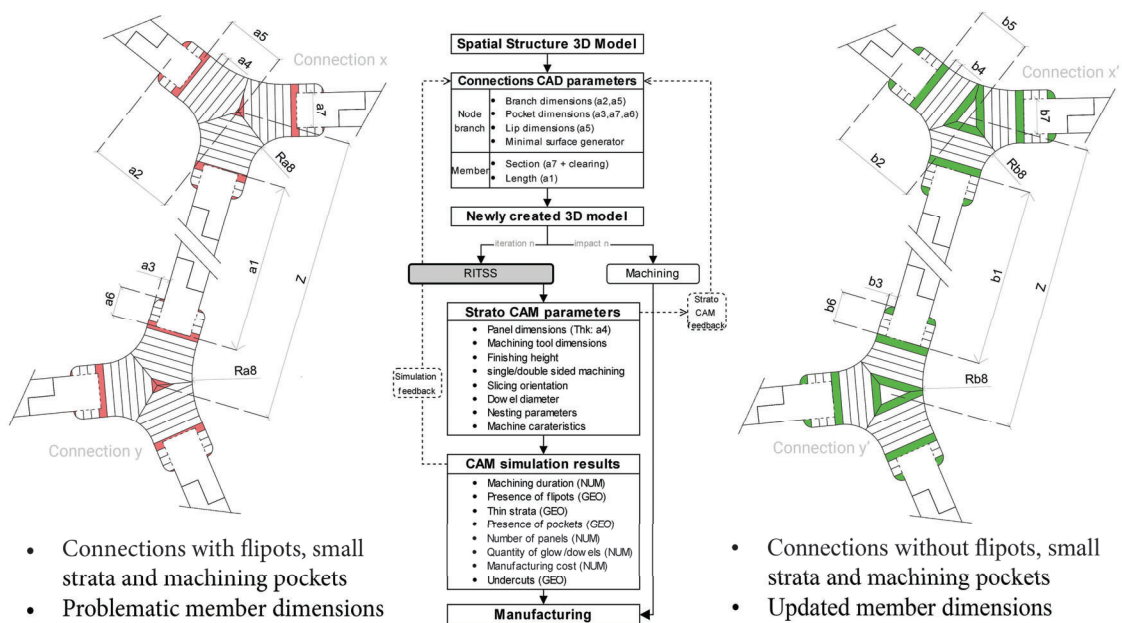 a5
a4
Connection x
a7
a2
Ra8
a3
a1
Z
a6
Ra8
Connection y
• Connections with flipots, small
strata and machining pockets
• Problematic member dimensions
Spatial Structure 3D Model
Connections CAD parameters
Node
branch
• Branch dimensions (a2,a5)
• Pocket dimensions (a3,a7,a6)
• Lip dimensions (a5)
• Minimal surface generator
Member
• Section (a7 + clearing)
• Length (a1)
Newly created 3D model
iteration n
impact n
RITSS
Machining
Strato CAM parameters
• Panel dimensions (Thk: a4)
• Machining tool dimensions
• Finishing height
• single/double sided machining
• Slicing orientation
• Dowel diameter
• Nesting parameters
• Machine carateristics
Strato
CAM
feedback
Simulation
feedback
CAM simulation results
• Machining duration (NUM)
• Presence of flipots (GEO)
• Thin strata (GEO)
• Presence of pockets (GEO)
• Number of panels (NUM)
• Quantity of glow/dowels (NUM)
• Manufacturing cost (NUM)
• Undercuts (GEO)
Manufacturing
b5
b4
Connection x'
b7
b2
Rb8
b3
b1
Z
b6
Rb8
Connection y'
• Connections without flipots, small
strata and machining pockets
• Updated member dimensions